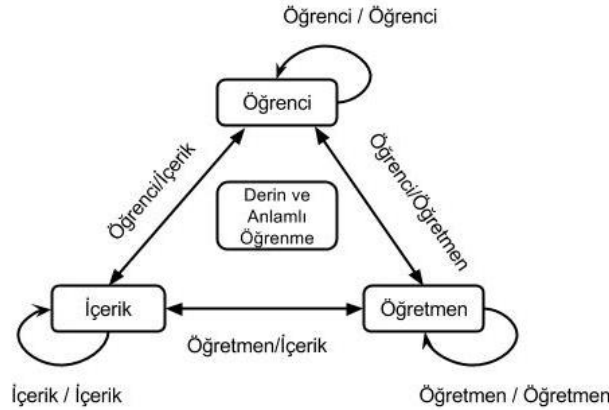 Öğrenci / Öğrenci
Öğrenci
Öğrenci/İçerik
Öğrenci/Öğretmen
Derin ve
Anlamlı
Öğrenme
İçerik
Öğretmen
Öğretmen/İçerik
İçerik / İçerik
Öğretmen / Öğretmen